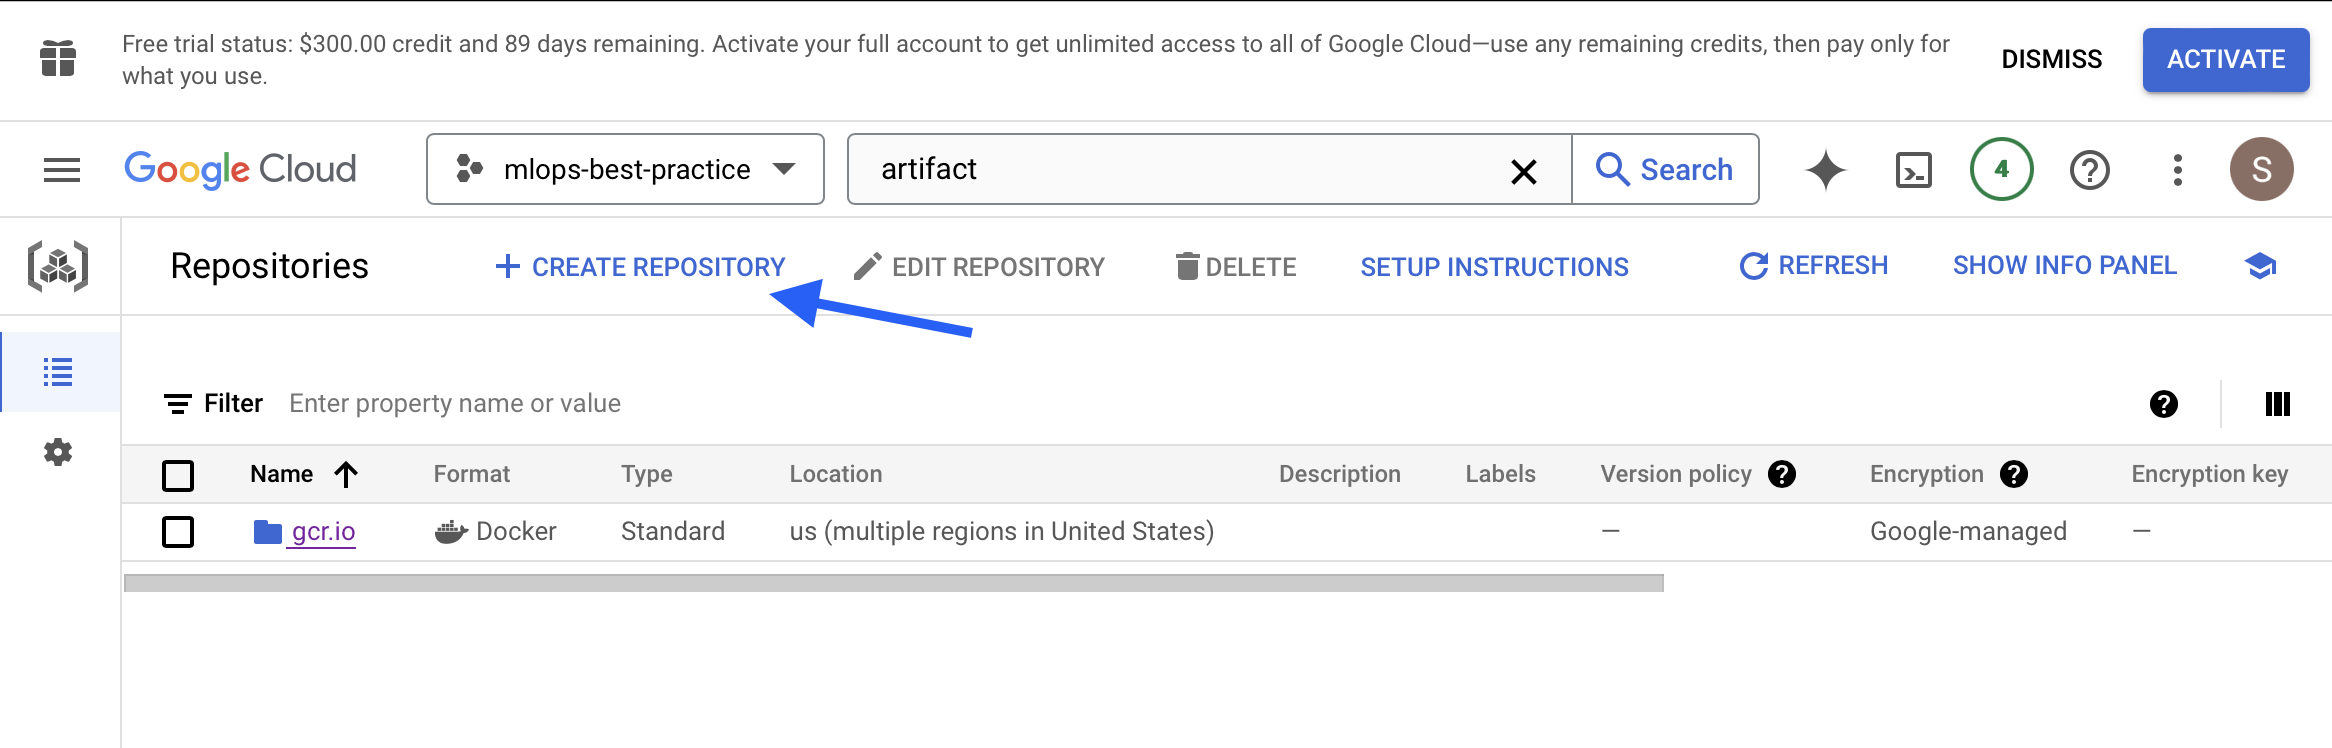 Free trial status: $300.00 credit and 89 days remaining. Activate your full account to get unlimited access to all of Google Cloud—use any remaining credits, then pay only for
what you use.
DISMISS
ACTIVATE
Google Cloud
mlops-best-practice
artifact
Search
4
S
Repositories
CREATE REPOSITORY
EDIT REPOSITORY
DELETE
SETUP INSTRUCTIONS
REFRESH
SHOW INFO PANEL
Filter Enter property name or value
Name Format Type Location Description Labels Version policy Encryption Encryption key
gcr.io Docker Standard us (multiple regions in United States) — Google-managed —